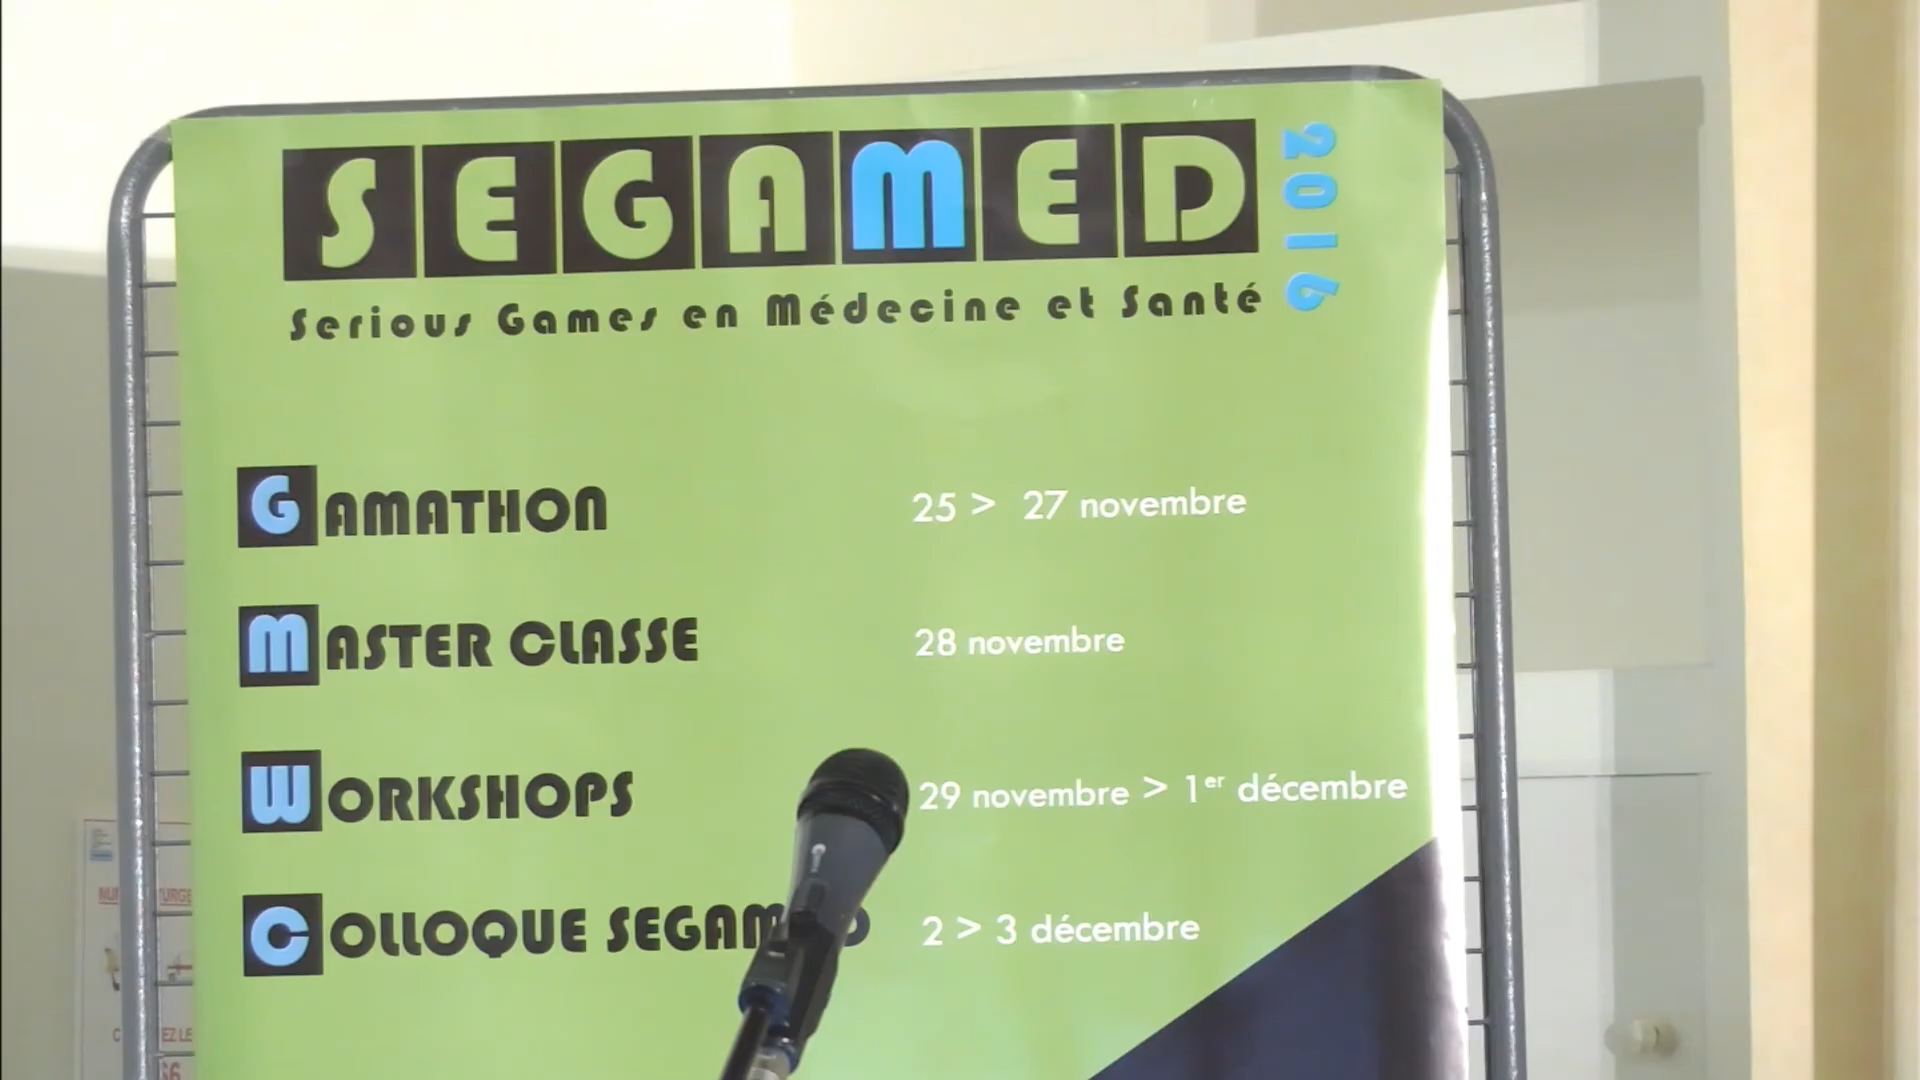 SEGAMED 2016
Serious Games en Médecine et Santé
GAMATHON 25 > 27 novembre
MASTER CLASSE 28 novembre
WORKSHOPS 29 novembre > 1er décembre
COLLOQUE 2 > 3 décembre